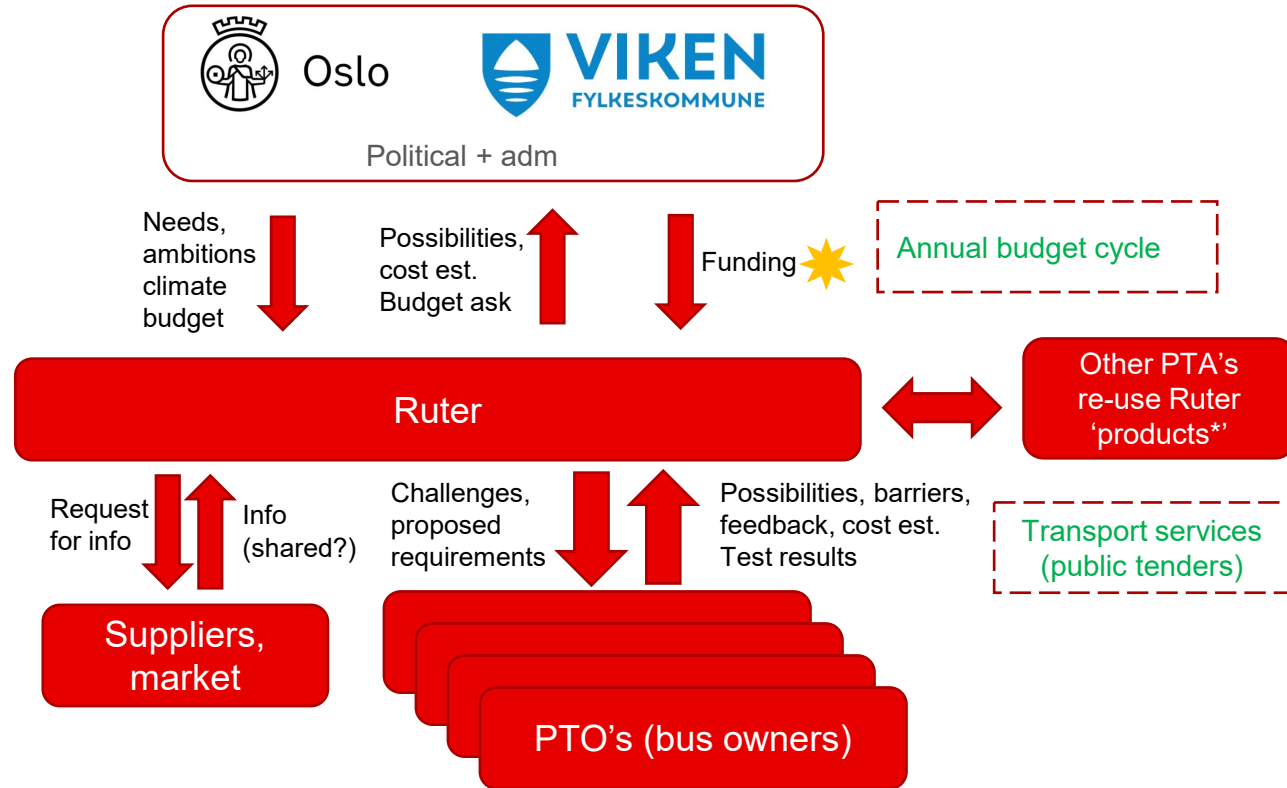 Oslo
VIKEN
FYLKESKOMMUNE
Political + adm
Needs,
ambitions
climate
budget
Possibilities,
cost est.
Budget ask
Funding
Annual budget cycle
Ruter
Other PTA’s
re-use Ruter
‘products*’
Request
for info
Info
(shared?)
Challenges,
proposed
requirements
Possibilities, barriers,
feedback, cost est.
Test results
Transport services
(public tenders)
Suppliers,
market
PTO’s (bus owners)